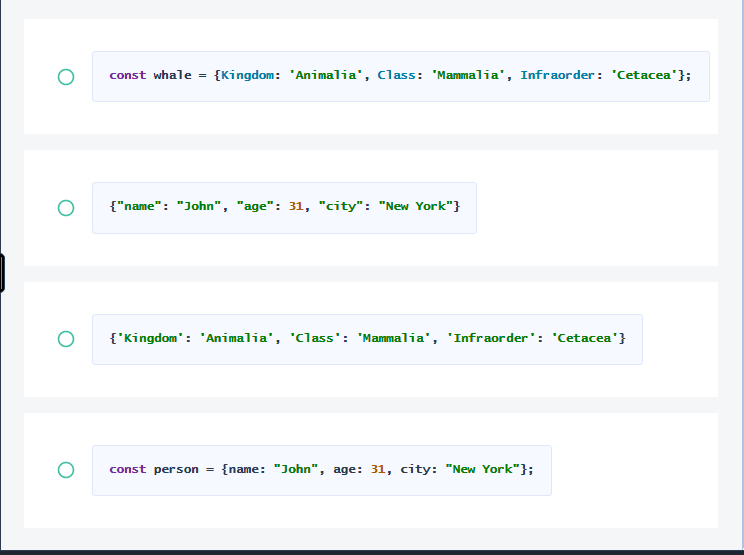 const whale = {Kingdom: 'Animalia', Class: 'Mammalia', Infraorder: 'Cetacea'};
{"name": "John", "age": 31, "city": "New York"}
{'Kingdom': 'Animalia', 'Class': 'Mammalia', 'Infraorder': 'Cetacea'}
const person = {name: "John", age: 31, city: "New York"};